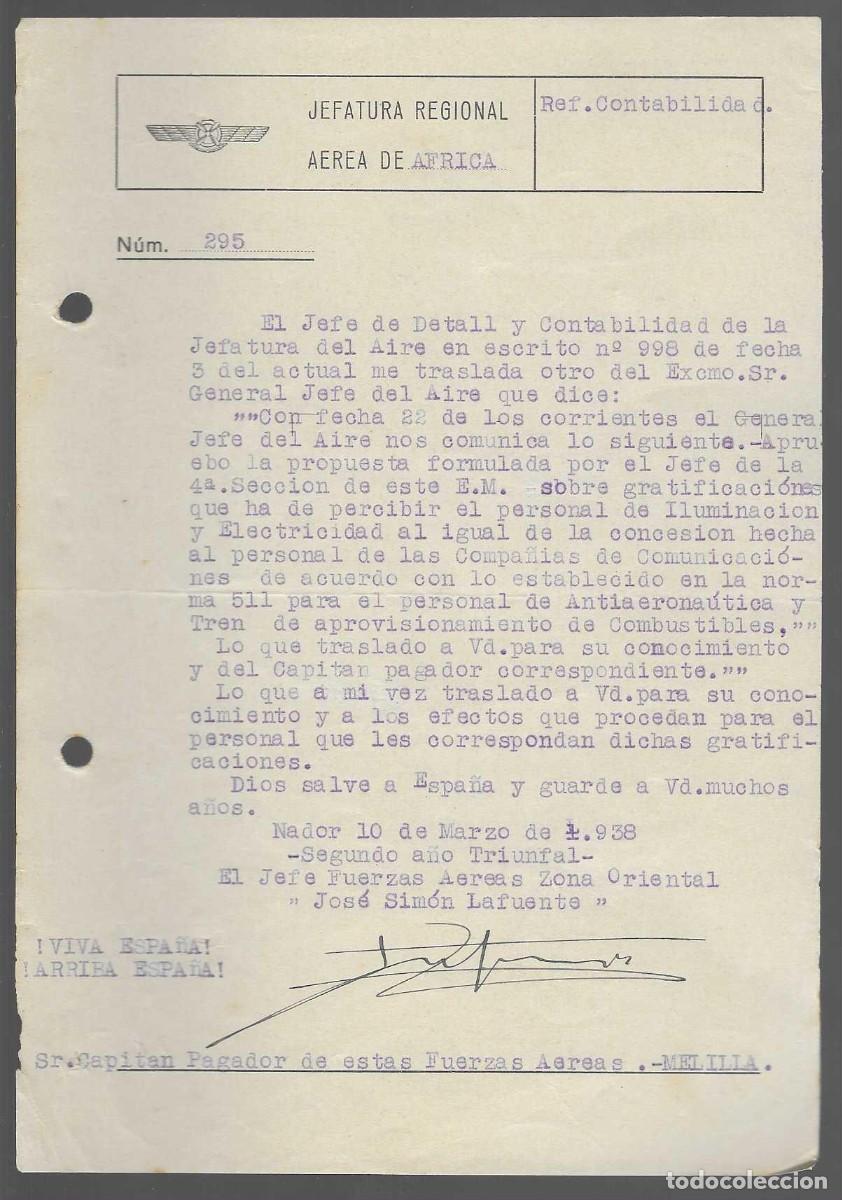 JEFATURA REGIONAL
AEREA DE AFRICA
Ref.Contabilidad.
Núm. 295
El Jefe de Detall y Contabilidad de la
Jefatura del Aire en escrito nº 998 de fecha
3 del actual me traslada otro del Excmo.Sr.
General Jefe del Aire que dice:
""Con fecha 22 de los corrientes el General
Jefe del Aire nos comunica lo siguiente.-Apru-
ebo la propuesta formulada por el Jefe de la
4ª.Seccion de este E.M. sobre gratificaciónes
que ha de percibir el personal de Iluminacion
y Electricidad al igual de la concesion hecha
al personal de las Compañias de Comunicació-
nes de acuerdo con lo establecido en la nor-
ma 511 para el personal de Antiaeronaútica y
Tren de aprovisionamiento de Combustibles,""
Lo que traslado a Vd.para su conocimiento
y del Capitan pagador correspondiente.""
Lo que a mi vez traslado a Vd.para su cono-
cimiento y a los efectos que procedan para el
personal que les correspondan dichas gratifi-
caciones.
Dios salve a España y guarde a Vd.muchos
años.
Nador 10 de Marzo de 1.938
-Segundo año Triunfal-
El Jefe Fuerzas Aereas Zona Oriental
" José Simón Lafuente "
!VIVA ESPAÑA!
!ARRIBA ESPAÑA!
Sr.Capitan Pagador de estas Fuerzas Aereas .-MELILLA.
todocoleccion